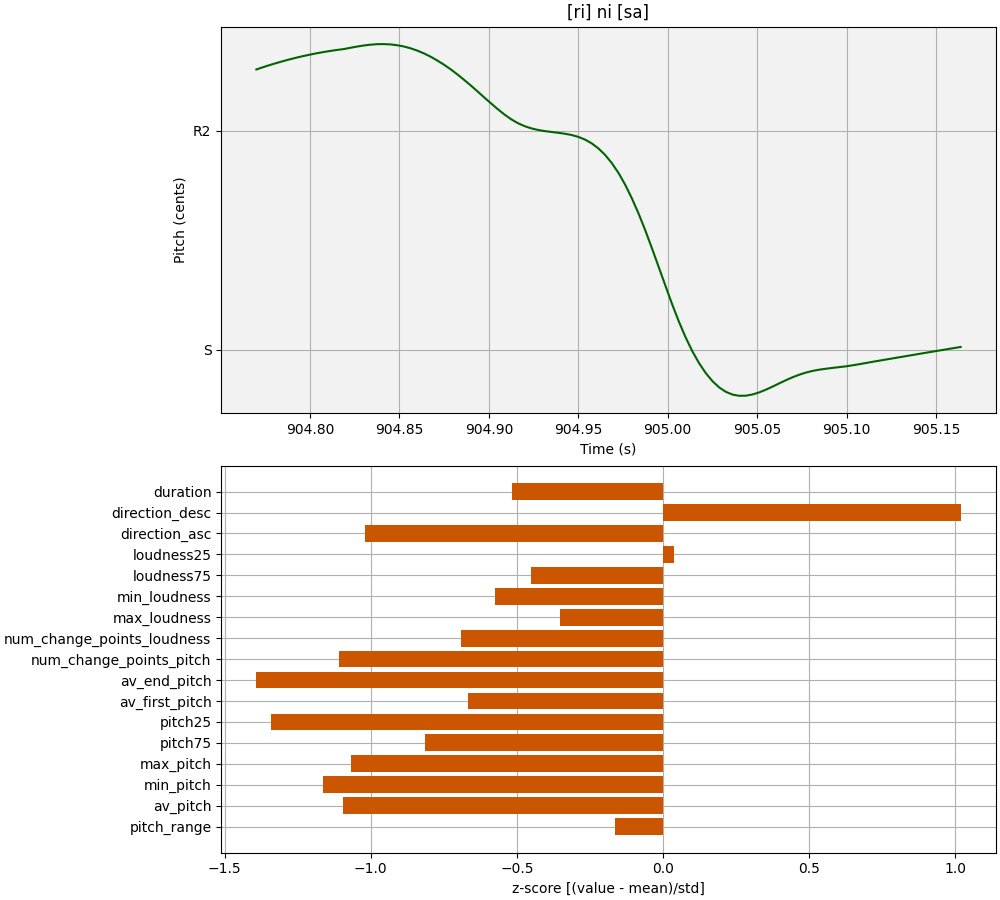 [ri] ni [sa]
R2
S
Pitch (cents)
904.80 904.85 904.90 904.95 905.00 905.05 905.10 905.15
Time (s)
duration
direction_desc
direction_asc
loudness25
loudness75
min_loudness
max_loudness
num_change_points_loudness
num_change_points_pitch
av_end_pitch
av_first_pitch
pitch25
pitch75
max_pitch
min_pitch
av_pitch
pitch_range
−1.5 −1.0 −0.5 0.0 0.5 1.0
z-score [(value - mean)/std]